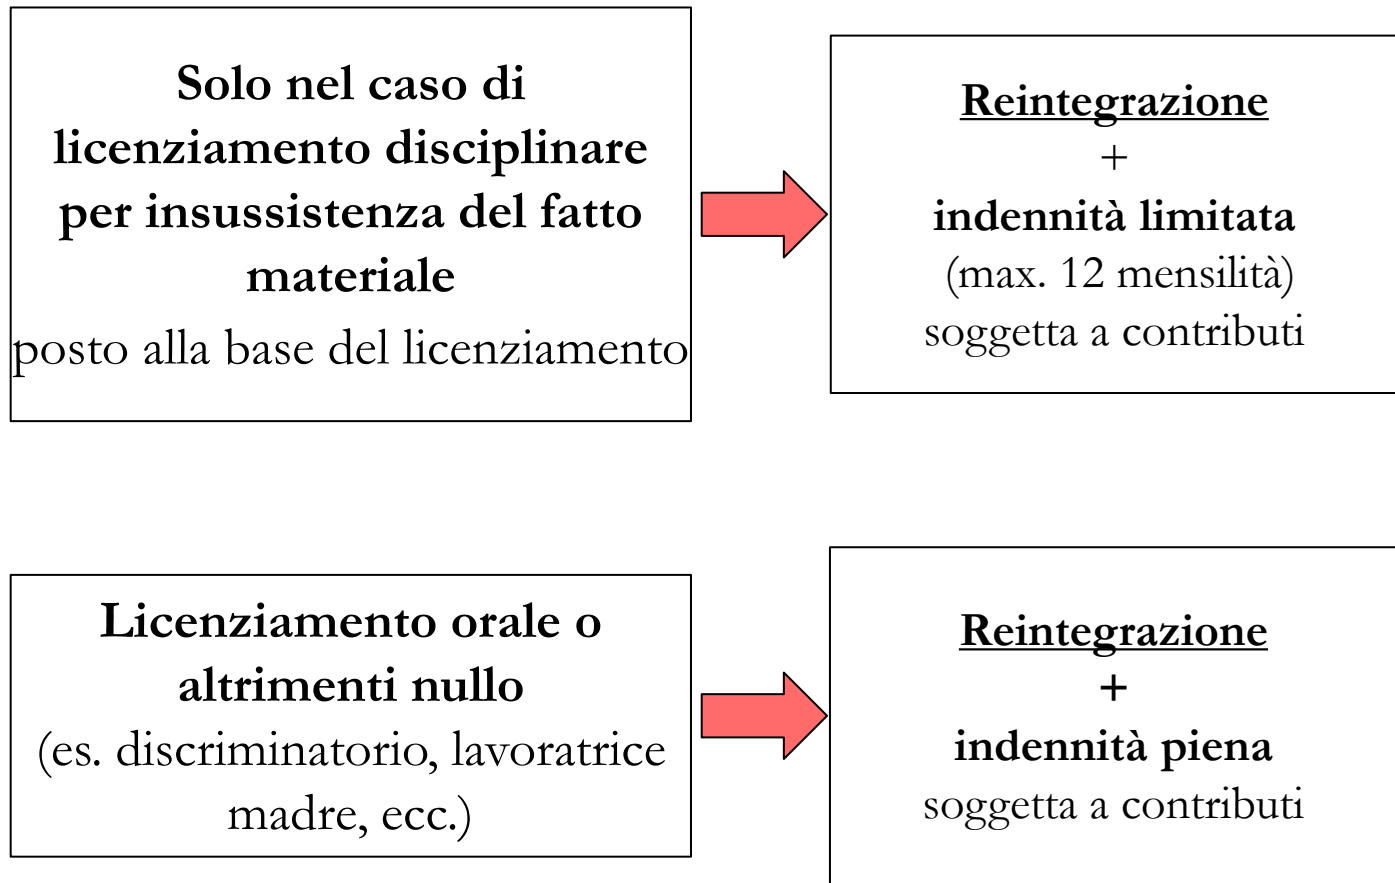 Solo nel caso di
licenziamento disciplinare
per insussistenza del fatto
materiale
posto alla base del licenziamento
Reintegrazione
+
indennità limitata
(max. 12 mensilità)
soggetta a contributi
Licenziamento orale o
altrimenti nullo
(es. discriminatorio, lavoratrice
madre, ecc.)
Reintegrazione
+
indennità piena
soggetta a contributi